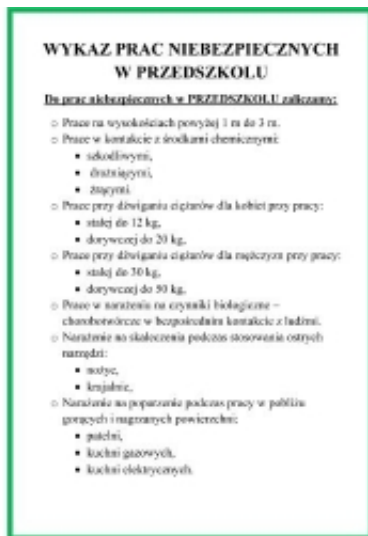 WYKAZ PRAC NIEBEZPIECZNYCH
W PRZEDSZKOLU
Do prac niebezpiecznych w PRZEDSZKOLU zaliczamy:
○ Prace na wysokościach powyżej 1 m do 3 m.
○ Prace w kontakcie z środkami chemicznymi:
▪ szkodliwymi,
▪ drażniącymi,
▪ żrącymi.
○ Prace przy dźwiganiu ciężarów dla kobiet przy pracy:
▪ stałej do 12 kg,
▪ dorywczej do 20 kg,
○ Prace przy dźwiganiu ciężarów dla mężczyzn przy pracy:
▪ stałej do 30 kg,
▪ dorywczej do 50 kg,
○ Prace w narażeniu na czynniki biologiczne –
chorobotwórcze w bezpośrednim kontakcie z ludźmi.
○ Narażenie na skaleczenia podczas stosowania ostrych
narzędzi:
▪ nożyc,
▪ krajalnic,
○ Narażenie na poparzenie podczas pracy w pobliżu
gorących i nagrzanych powierzchni:
▪ patelni,
▪ kuchni gazowych,
▪ kuchni elektrycznych.